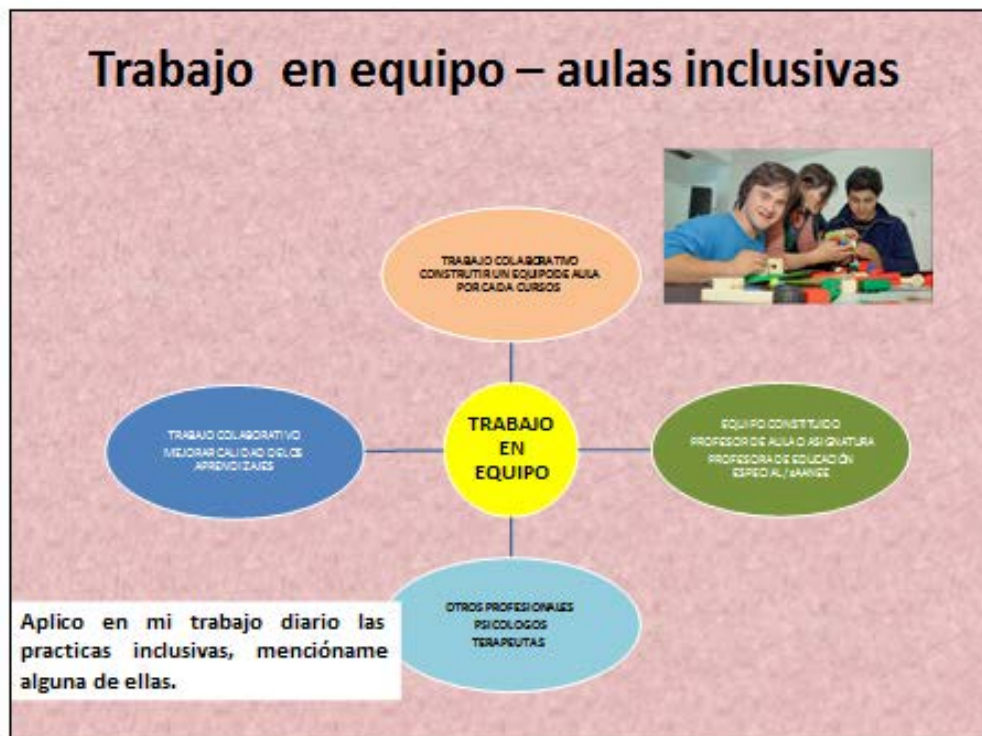 Trabajo en equipo – aulas inclusivas
TRABAJO COLABORATIVO
CONSTRUTIR UN EQUIPO DE AULA
POR CADA CURSOS
TRABAJO COLABORATIVO
MEJORAR CALIDAD DE LOS
APRENDIZAJES
TRABAJO
EN
EQUIPO
EQUIPO CONSTITUIDO
PROFESOR DE AULA O ASIGNATURA
PROFESORA DE EDUCACIÓN
ESPECIAL/ sAANEE
OTROS PROFESIONALES
PSICOLOGOS
TERAPEUTAS
Aplico en mi trabajo diario las
practicas inclusivas, mencióname
alguna de ellas.